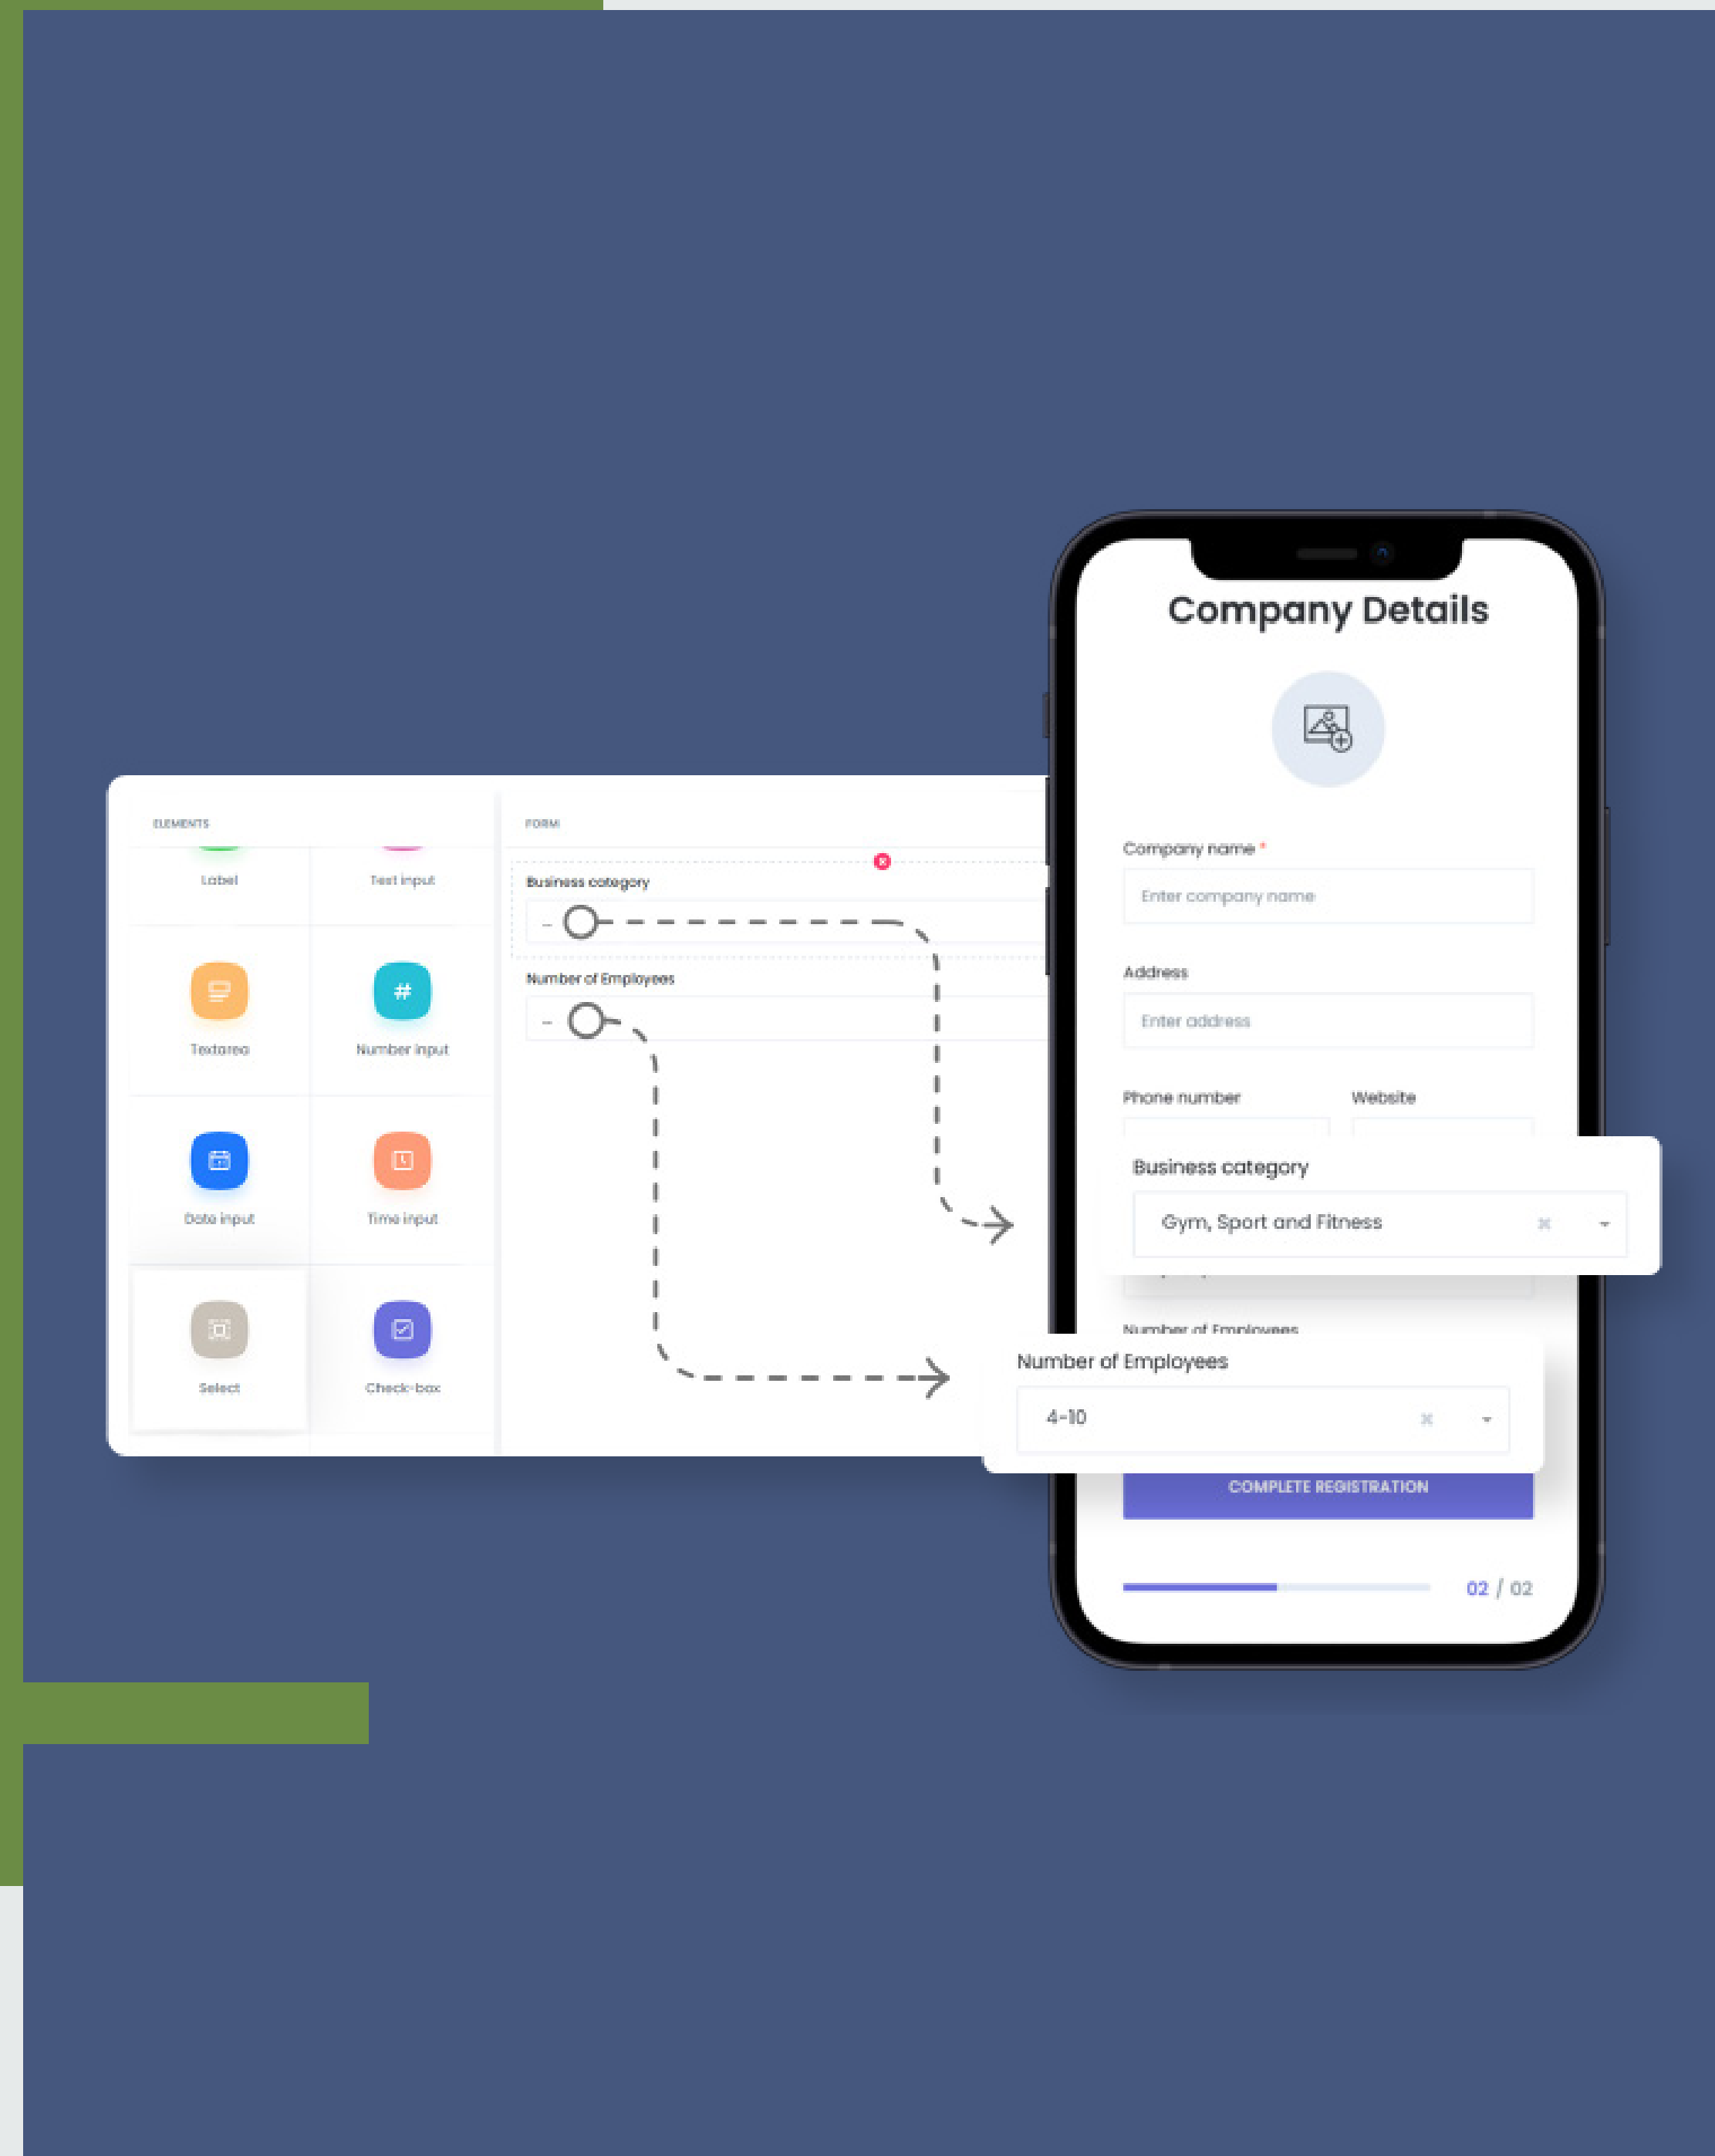 Company Details
ELEMENTS
FORM
Label
Text input
Business category
–
Textarea
Number input
Number of Employees
–
Date input
Time input
Select
Check-box
Company name *
Enter company name
Address
Enter address
Phone number
Website
Business category
Gym, Sport and Fitness
Number of Employees
Number of Employees
4-10
COMPLETE REGISTRATION
02 / 02